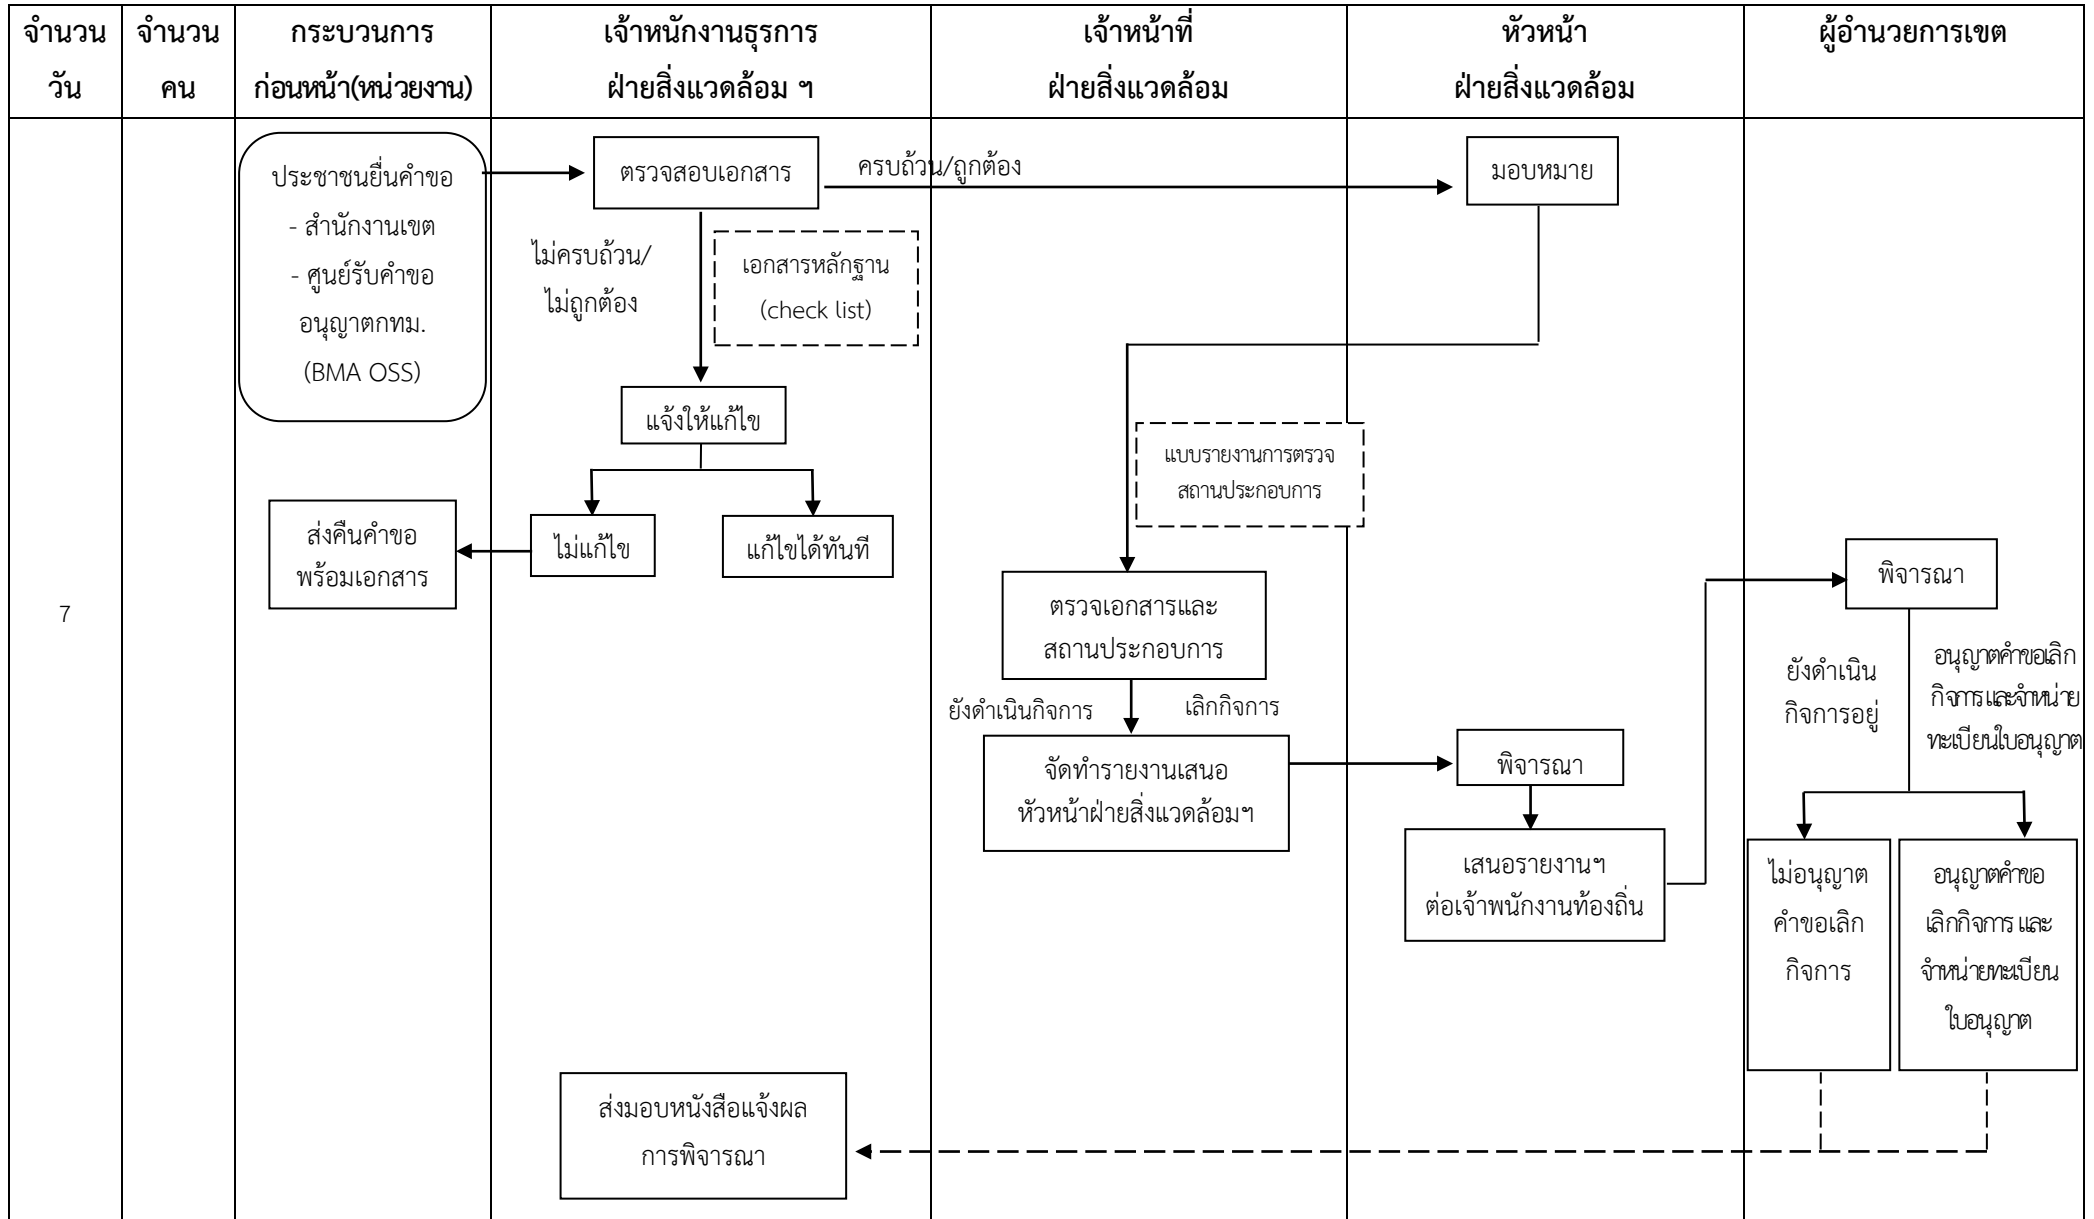 จำนวน
วัน
จำนวน
คน
กระบวนการ
ก่อนหน้า(หน่วยงาน)
เจ้าหนักงานธุรการ
ฝ่ายสิ่งแวดล้อม ฯ
เจ้าหน้าที่
ฝ่ายสิ่งแวดล้อม
หัวหน้า
ฝ่ายสิ่งแวดล้อม
ผู้อำนวยการเขต
7
ประชาชนยื่นคำขอ
- สำนักงานเขต
- ศูนย์รับคำขอ
อนุญาตกทม.
(BMA OSS)
ตรวจสอบเอกสาร
ครบถ้วน/ถูกต้อง
มอบหมาย
ไม่ครบถ้วน/
ไม่ถูกต้อง
เอกสารหลักฐาน
(check list)
แจ้งให้แก้ไข
แบบรายงานการตรวจ
สถานประกอบการ
ส่งคืนคำขอ
พร้อมเอกสาร
ไม่แก้ไข
แก้ไขได้ทันที
ตรวจเอกสารและ
สถานประกอบการ
ยังดำเนินกิจการ
เลิกกิจการ
จัดทำรายงานเสนอ
หัวหน้าฝ่ายสิ่งแวดล้อมฯ
พิจารณา
เสนอรายงานฯ
ต่อเจ้าพนักงานท้องถิ่น
พิจารณา
ยังดำเนิน
กิจการอยู่
อนุญาตคำขอเลิก
กิจการและจำหน่าย
ทะเบียนใบอนุญาต
ไม่อนุญาต
คำขอเลิก
กิจการ
อนุญาตคำขอ
เลิกกิจการ และ
จำหน่ายทะเบียน
ใบอนุญาต
ส่งมอบหนังสือแจ้งผล
การพิจารณา